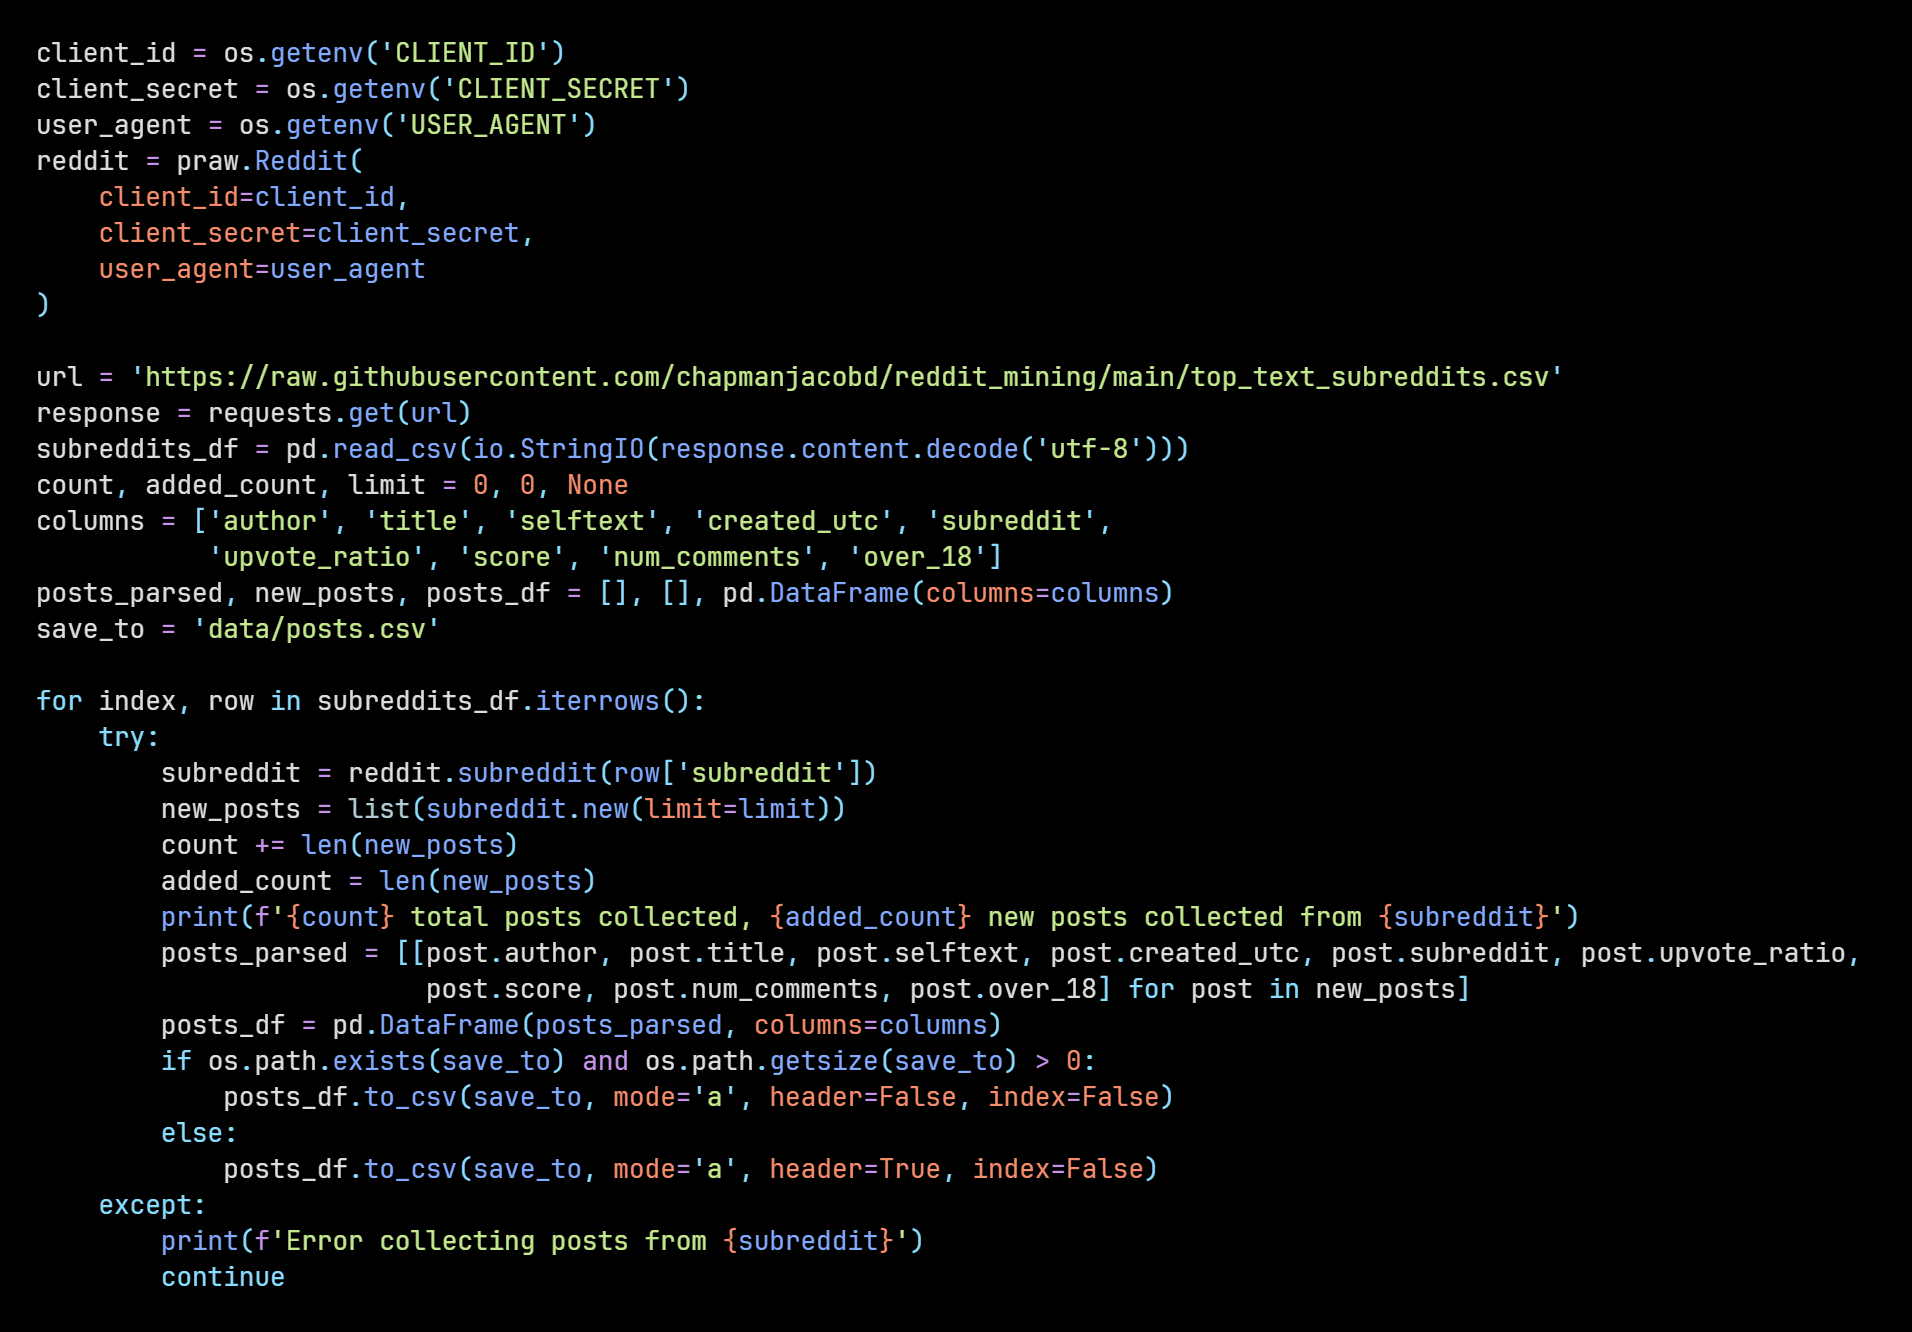 client_id = os.getenv('CLIENT_ID')
client_secret = os.getenv('CLIENT_SECRET')
user_agent = os.getenv('USER_AGENT')
reddit = praw.Reddit(
    client_id=client_id,
    client_secret=client_secret,
    user_agent=user_agent
)

url = 'https://raw.githubusercontent.com/chapmanjacobd/reddit_mining/main/top_text_subreddits.csv'
response = requests.get(url)
subreddits_df = pd.read_csv(io.StringIO(response.content.decode('utf-8')))
count, added_count, limit = 0, 0, None
columns = ['author', 'title', 'selftext', 'created_utc', 'subreddit',
           'upvote_ratio', 'score', 'num_comments', 'over_18']
posts_parsed, new_posts, posts_df = [], [], pd.DataFrame(columns=columns)
save_to = 'data/posts.csv'

for index, row in subreddits_df.iterrows():
    try:
        subreddit = reddit.subreddit(row['subreddit'])
        new_posts = list(subreddit.new(limit=limit))
        count += len(new_posts)
        added_count = len(new_posts)
        print(f'{count} total posts collected, {added_count} new posts collected from {subreddit}')
        posts_parsed = [[post.author, post.title, post.selftext, post.created_utc, post.subreddit, post.upvote_ratio,
                         post.score, post.num_comments, post.over_18] for post in new_posts]
        posts_df = pd.DataFrame(posts_parsed, columns=columns)
        if os.path.exists(save_to) and os.path.getsize(save_to) > 0:
            posts_df.to_csv(save_to, mode='a', header=False, index=False)
        else:
            posts_df.to_csv(save_to, mode='a', header=True, index=False)
    except:
        print(f'Error collecting posts from {subreddit}')
        continue